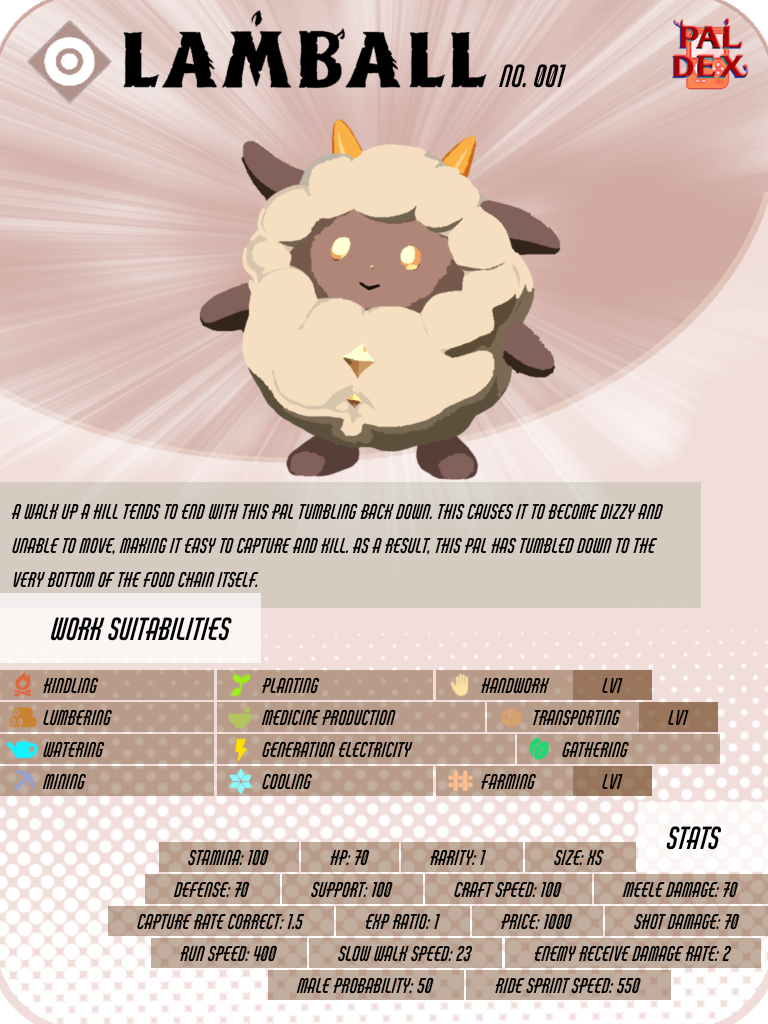 LAMBALL NO. 001
PAL
DEX
A WALK UP A HILL TENDS TO END WITH THIS PAL TUMBLING BACK DOWN. THIS CAUSES IT TO BECOME DIZZY AND
UNABLE TO MOVE, MAKING IT EASY TO CAPTURE AND KILL. AS A RESULT, THIS PAL HAS TUMBLED DOWN TO THE
VERY BOTTOM OF THE FOOD CHAIN ITSELF.
WORK SUITABILITIES
KINDLING PLANTING HANDWORK LV1
LUMBERING MEDICINE PRODUCTION TRANSPORTING LV1
WATERING GENERATION ELECTRICITY GATHERING
MINING COOLING FARMING LV1
STATS
STAMINA: 100 HP: 70 RARITY: 1 SIZE: XS
DEFENSE: 70 SUPPORT: 100 CRAFT SPEED: 100 MEELE DAMAGE: 70
CAPTURE RATE CORRECT: 1.5 EXP RATIO: 1 PRICE: 1000 SHOT DAMAGE: 70
RUN SPEED: 400 SLOW WALK SPEED: 23 ENEMY RECEIVE DAMAGE RATE: 2
MALE PROBABILITY: 50 RIDE SPRINT SPEED: 550